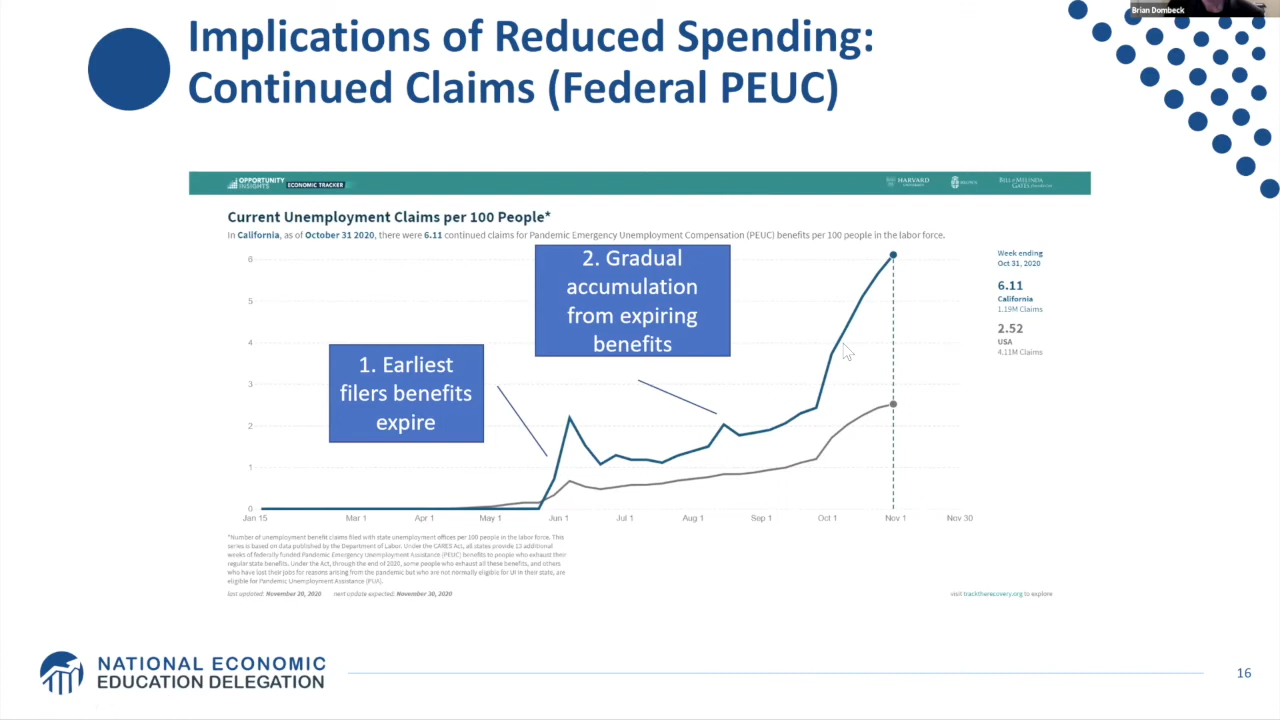 Brian Dombeck
Implications of Reduced Spending:
Continued Claims (Federal PEUC)
OPPORTUNITY
INSIGHTS
ECONOMIC TRACKER
HARVARD
UNIVERSITY
BROWN
BILL & MELINDA
GATES foundation
Current Unemployment Claims per 100 People*
In California, as of October 31 2020, there were 6.11 continued claims for Pandemic Emergency Unemployment Compensation (PEUC) benefits per 100 people in the labor force.
1. Earliest
filers benefits
expire
2. Gradual
accumulation
from expiring
benefits
6
5
4
3
2
1
0
Jan 15
Mar 1
Apr 1
May 1
Jun 1
Jul 1
Aug 1
Sep 1
Oct 1
Nov 1
Nov 30
Week ending
Oct 31, 2020
6.11
California
1.19M Claims
2.52
USA
4.11M Claims
*Number of unemployment benefit claims filed with state unemployment offices per 100 people in the labor force. This
series is based on data published by the Department of Labor. Under the CARES Act, all states provide 13 additional
weeks of federally funded Pandemic Emergency Unemployment Assistance (PEUC) benefits to people who exhaust their
regular state benefits. Under the Act, through the end of 2020, some people who exhaust all these benefits, and others
who have lost their jobs for reasons arising from the pandemic but who are not normally eligible for UI in their state, are
eligible for Pandemic Unemployment Assistance (PUA).
last updated: November 20, 2020 next update expected: November 30, 2020
visit tracktherecovery.org to explore
NATIONAL ECONOMIC
EDUCATION DELEGATION
16